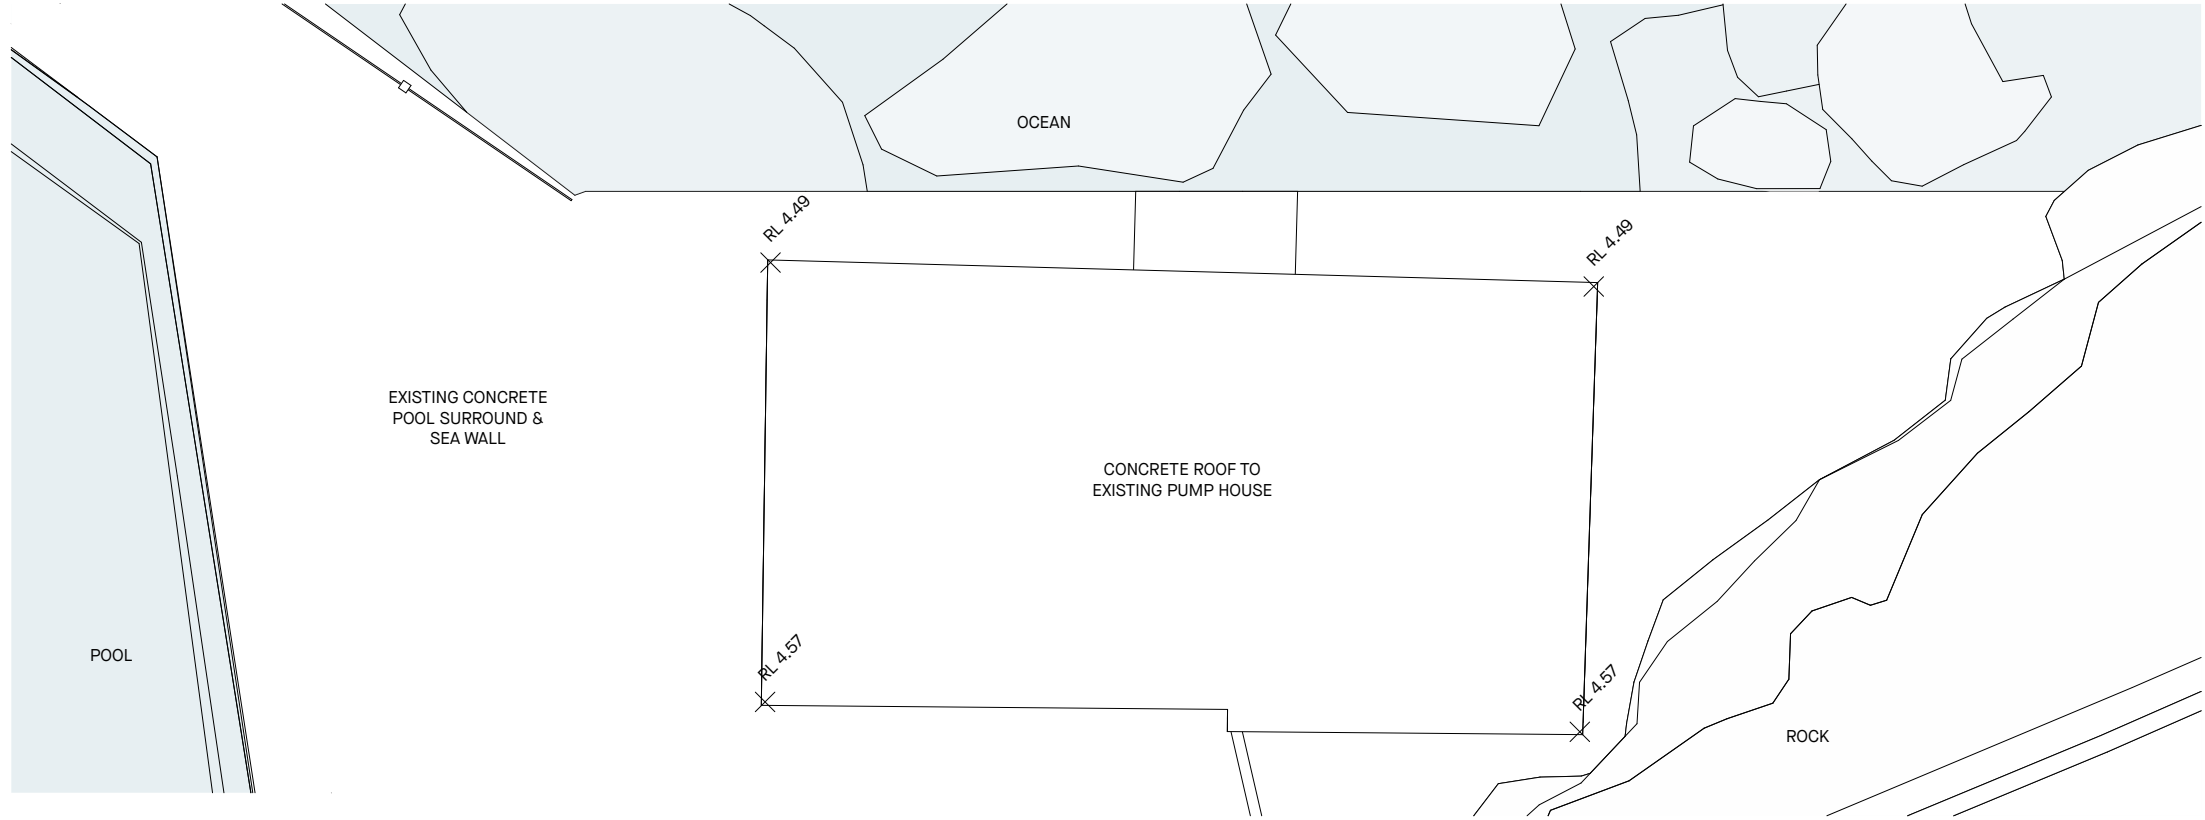 OCEAN
RL 4.49
RL 4.49
EXISTING CONCRETE
POOL SURROUND &
SEA WALL
CONCRETE ROOF TO
EXISTING PUMP HOUSE
RL 4.57
POOL
RL 4.57
ROCK